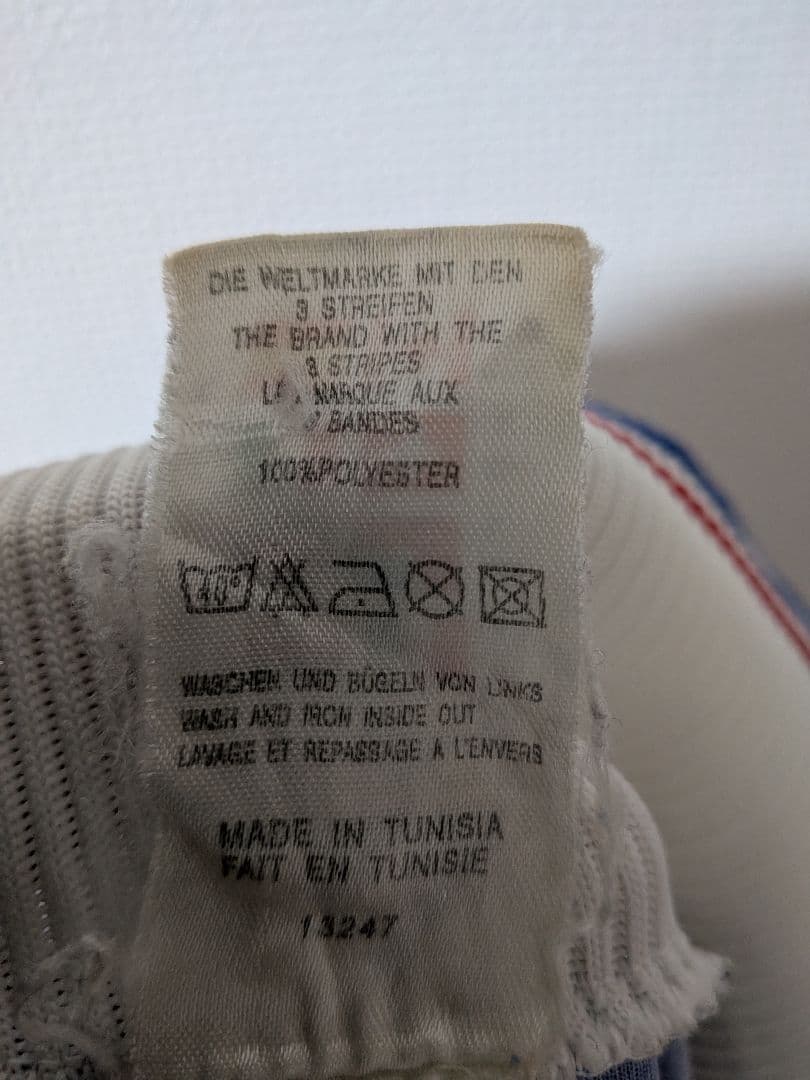 DIE WELTMARKE MIT DEN
3 STREIFEN
THE BRAND WITH THE
3 STRIPES
MARQUE AUX
BANDES
100%POLYESTER
40°
WASCHEN UND BÜGELN VON LINKS
WASH AND IRON INSIDE OUT
LAVAGE ET REPASSAGE A L'ENVERS
MADE IN TUNISIA
FAIT EN TUNISIE
13247